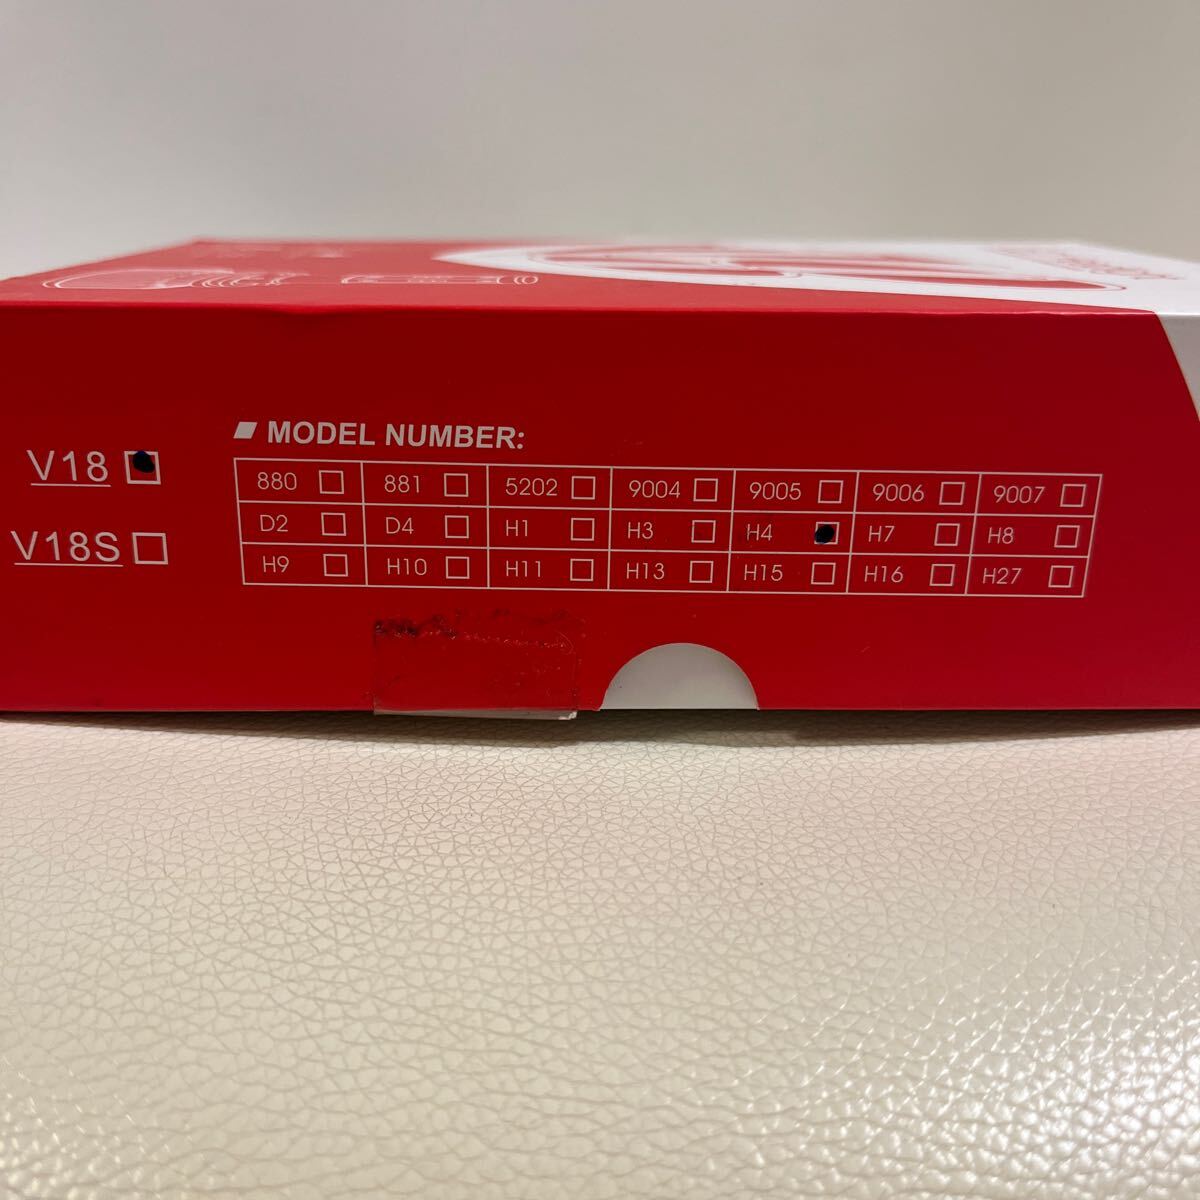 V18
V18S
MODEL NUMBER:
880 881 5202 9004 9005 9006 9007
D2 D4 H1 H3 H4 H7 H8
H9 H10 H11 H13 H15 H16 H27